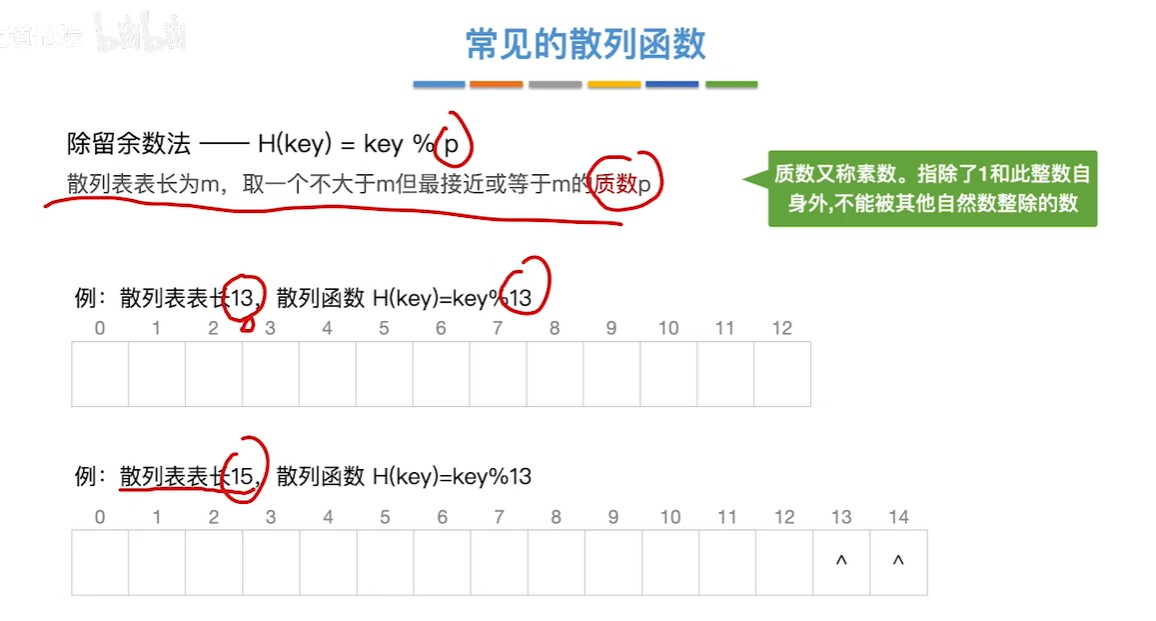 常见的散列函数
除留余数法 —— H(key) = key % p
散列表表长为m，取一个不大于m但最接近或等于m的质数p
质数又称素数。指除了1和此整数自
身外,不能被其他自然数整除的数
例：散列表表长13，散列函数 H(key)=key%13
0 1 2 3 4 5 6 7 8 9 10 11 12
例：散列表表长15，散列函数 H(key)=key%13
0 1 2 3 4 5 6 7 8 9 10 11 12 13 14
^ ^